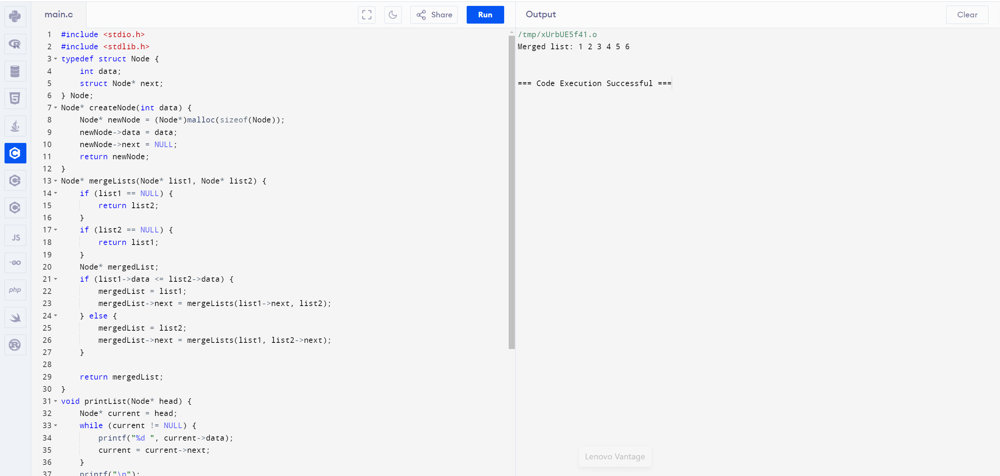 main.c
Share
Run
Output
Clear
1 #include <stdio.h>
2 #include <stdlib.h>
3 typedef struct Node {
4     int data;
5     struct Node* next;
6 } Node;
7 Node* createNode(int data) {
8     Node* newNode = (Node*)malloc(sizeof(Node));
9     newNode->data = data;
10     newNode->next = NULL;
11     return newNode;
12 }
13 Node* mergeLists(Node* list1, Node* list2) {
14     if (list1 == NULL) {
15         return list2;
16     }
17     if (list2 == NULL) {
18         return list1;
19     }
20     Node* mergedList;
21     if (list1->data <= list2->data) {
22         mergedList = list1;
23         mergedList->next = mergeLists(list1->next, list2);
24     } else {
25         mergedList = list2;
26         mergedList->next = mergeLists(list1, list2->next);
27     }
28
29     return mergedList;
30 }
31 void printList(Node* head) {
32     Node* current = head;
33     while (current != NULL) {
34         printf("%d ", current->data);
35         current = current->next;
36     }
37     printf("\n");
/tmp/xUrbUE5f41.o
Merged list: 1 2 3 4 5 6
=== Code Execution Successful ===
Lenovo Vantage
R
5
C
C
C#
JS
GO
php
R